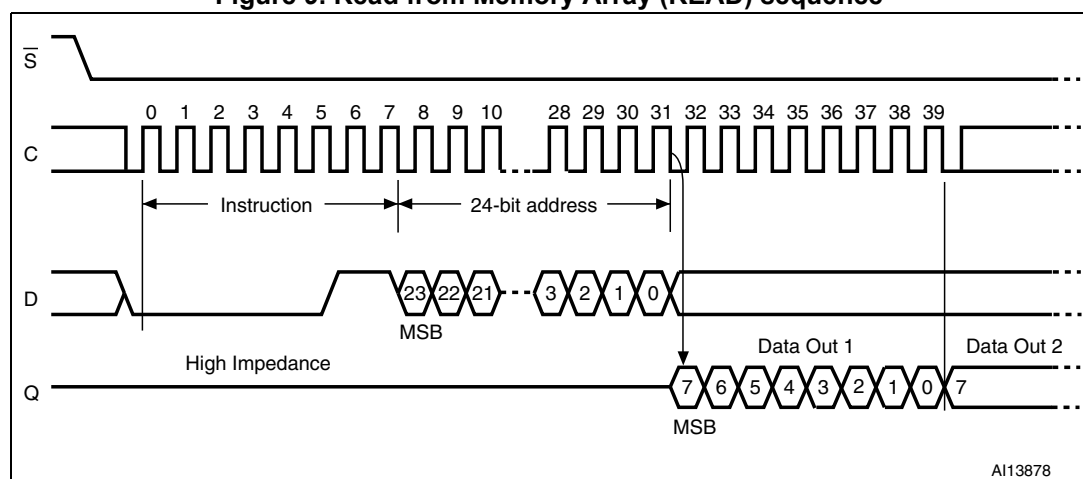 Figure 9. Read from Memory Array (READ) sequence
S
0 1 2 3 4 5 6 7 8 9 10 28 29 30 31 32 33 34 35 36 37 38 39
C
Instruction 24-bit address
D 23 22 21 3 2 1 0
MSB
High Impedance Data Out 1 Data Out 2
Q 7 6 5 4 3 2 1 0 7
MSB
AI13878